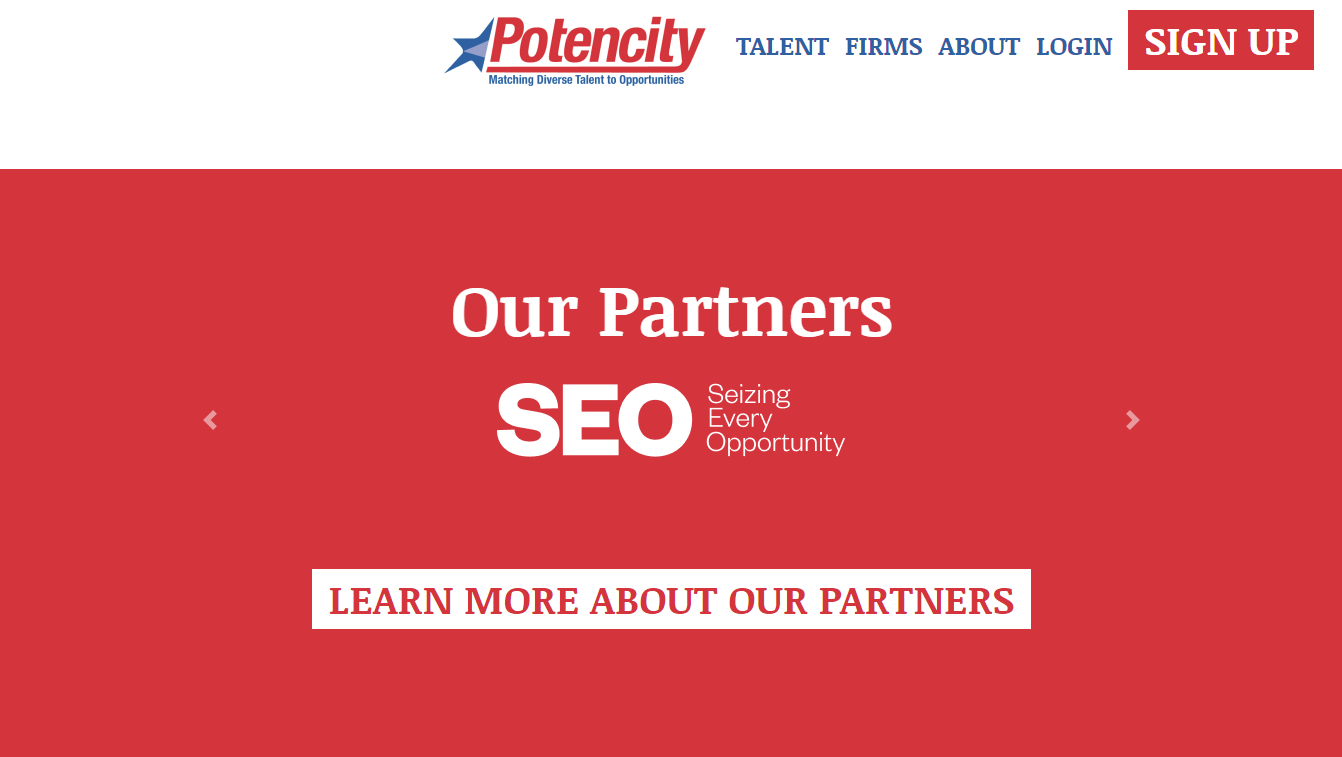 Potencity
Matching Diverse Talent to Opportunities
TALENT FIRMS ABOUT LOGIN SIGN UP
Our Partners
SEO
Seizing
Every
Opportunity
LEARN MORE ABOUT OUR PARTNERS